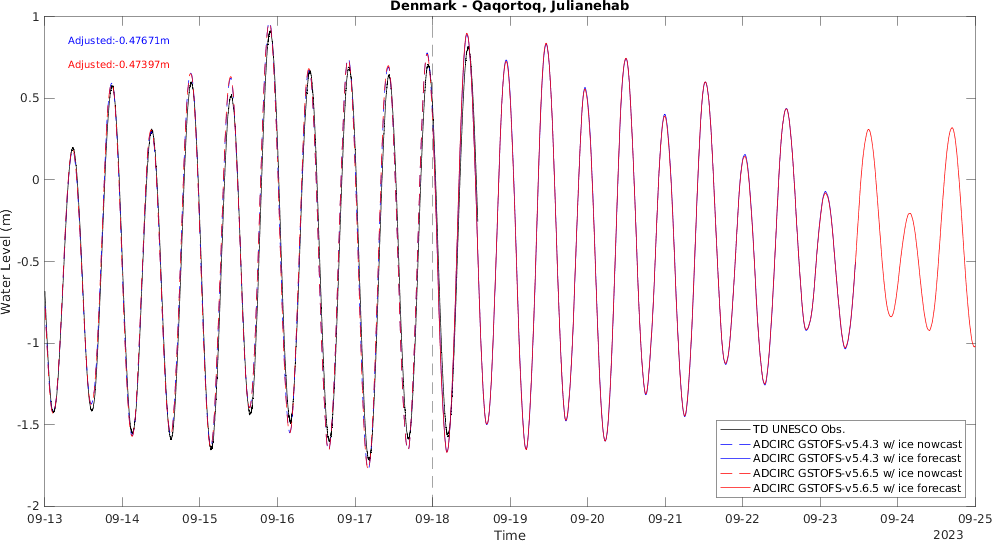 Denmark - Qaqortoq, Julianehab
Adjusted:-0.47671m
Adjusted:-0.47397m
1
0.5
0
-0.5
-1
-1.5
-2
Water Level (m)
TD UNESCO Obs.
ADCIRC GSTOFS-v5.4.3 w/ ice nowcast
ADCIRC GSTOFS-v5.4.3 w/ ice forecast
ADCIRC GSTOFS-v5.6.5 w/ ice nowcast
ADCIRC GSTOFS-v5.6.5 w/ ice forecast
09-13 09-14 09-15 09-16 09-17 09-18 09-19 09-20 09-21 09-22 09-23 09-24 09-25
Time
2023